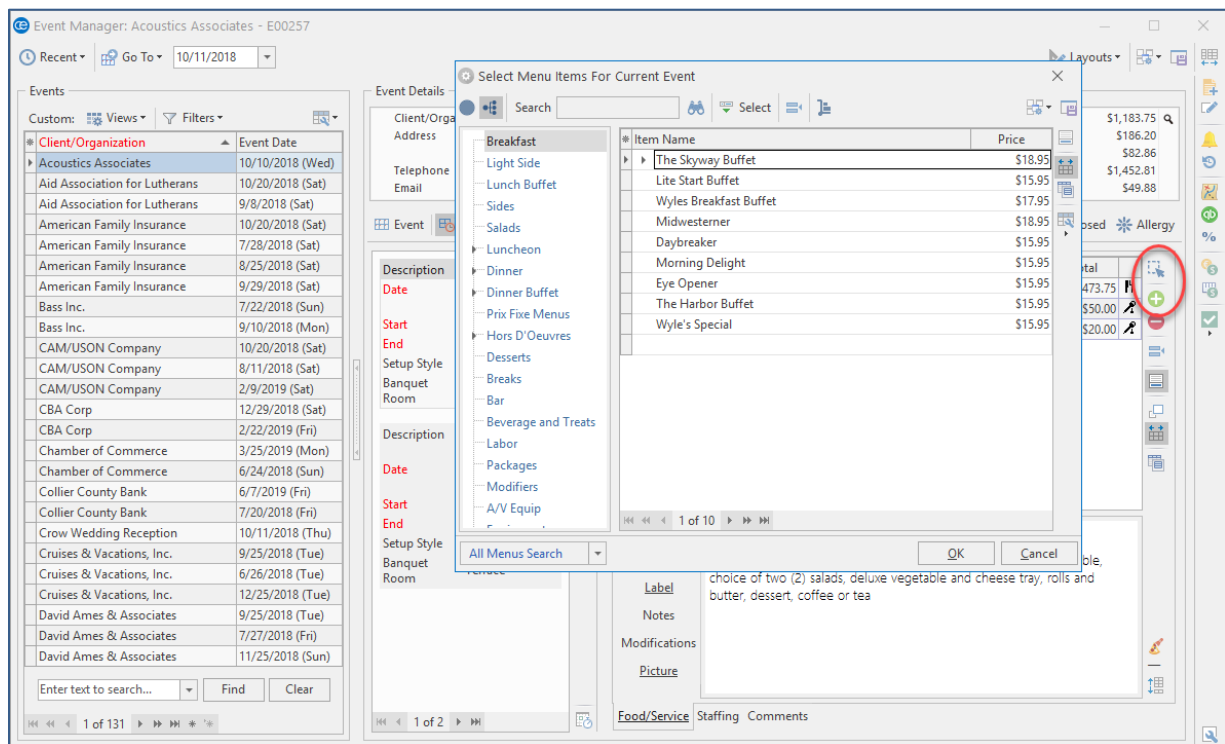 Event Manager: Acoustics Associates - E00257
Recent
Go To
10/11/2018
Layouts
Events
Custom:
Views
Filters
Client/Organization Event Date
Acoustics Associates 10/10/2018 (Wed)
Aid Association for Lutherans 10/20/2018 (Sat)
Aid Association for Lutherans 9/8/2018 (Sat)
American Family Insurance 10/20/2018 (Sat)
American Family Insurance 7/28/2018 (Sat)
American Family Insurance 8/25/2018 (Sat)
American Family Insurance 9/29/2018 (Sat)
Bass Inc. 7/22/2018 (Sun)
Bass Inc. 9/10/2018 (Mon)
CAM/USON Company 10/20/2018 (Sat)
CAM/USON Company 8/11/2018 (Sat)
CAM/USON Company 2/9/2019 (Sat)
CBA Corp 12/29/2018 (Sat)
CBA Corp 2/22/2019 (Fri)
Chamber of Commerce 3/25/2019 (Mon)
Chamber of Commerce 6/24/2018 (Sun)
Collier County Bank 6/7/2019 (Fri)
Collier County Bank 7/20/2018 (Fri)
Crow Wedding Reception 10/11/2018 (Thu)
Cruises & Vacations, Inc. 9/25/2018 (Tue)
Cruises & Vacations, Inc. 6/26/2018 (Tue)
Cruises & Vacations, Inc. 12/25/2018 (Tue)
David Ames & Associates 9/25/2018 (Tue)
David Ames & Associates 7/27/2018 (Fri)
David Ames & Associates 11/25/2018 (Sun)
Enter text to search... Find Clear
1 of 131
Event Details
Client/Orga
Address
Telephone
Email
$1,183.75
$186.20
$82.86
$1,452.81
$49.88
Event
osed
Allergy
Description
Date
Start
End
Setup Style
Banquet
Room
Description
Date
Start
End
Setup Style
Banquet
Room
1 of 2
Select Menu Items For Current Event
Search
Select
Breakfast
Light Side
Lunch Buffet
Sides
Salads
Luncheon
Dinner
Dinner Buffet
Prix Fixe Menus
Hors D'Oeuvres
Desserts
Breaks
Bar
Beverage and Treats
Labor
Packages
Modifiers
A/V Equip
Item Name Price
The Skyway Buffet $18.95
Lite Start Buffet $15.95
Wyles Breakfast Buffet $17.95
Midwesterner $18.95
Daybreaker $15.95
Morning Delight $15.95
Eye Opener $15.95
The Harbor Buffet $15.95
Wyle's Special $15.95
1 of 10
All Menus Search
OK Cancel
tal
473.75
$50.00
$20.00
ble,
choice of two (2) salads, deluxe vegetable and cheese tray, rolls and
butter, dessert, coffee or tea
Label
Notes
Modifications
Picture
Food/Service Staffing Comments